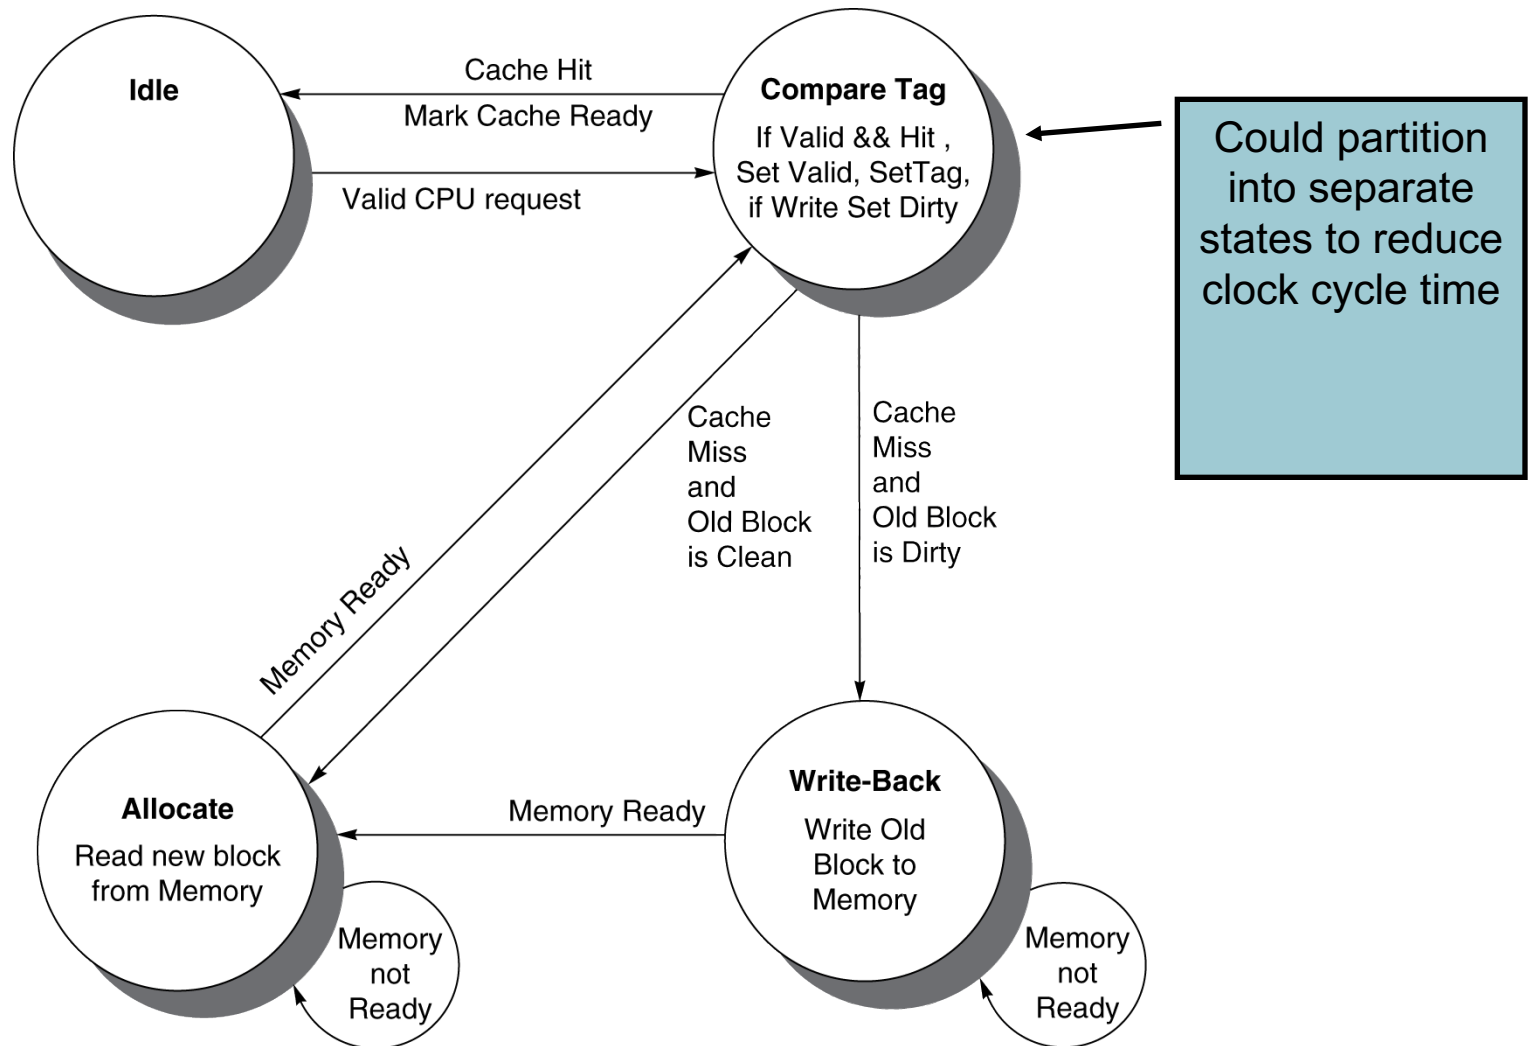 Idle
Cache Hit
Mark Cache Ready
Valid CPU request
Compare Tag
If Valid && Hit ,
Set Valid, SetTag,
if Write Set Dirty
Could partition
into separate
states to reduce
clock cycle time
Cache
Miss
and
Old Block
is Clean
Cache
Miss
and
Old Block
is Dirty
Memory Ready
Allocate
Read new block
from Memory
Memory Ready
Write-Back
Write Old
Block to
Memory
Memory
not
Ready
Memory
not
Ready